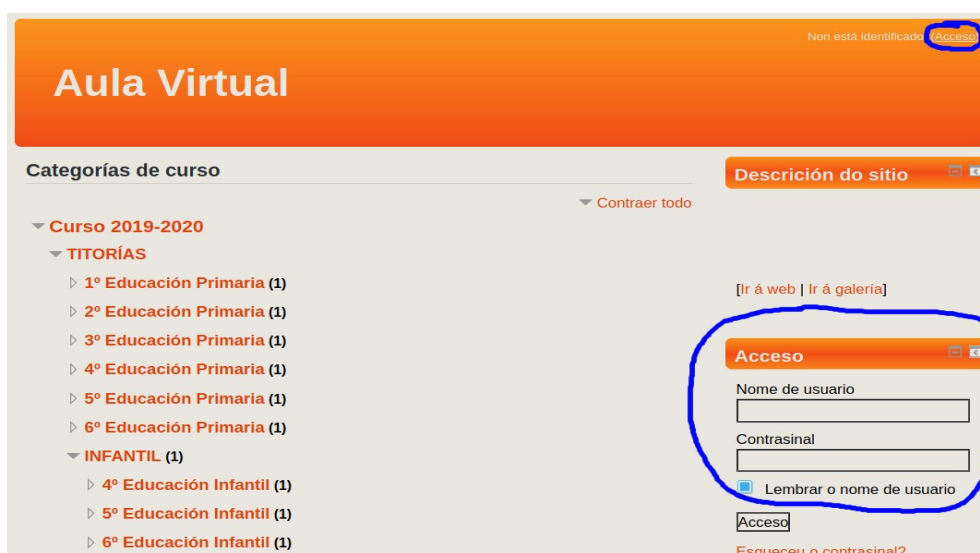 Non está identificado (Acceso)
Aula Virtual
Categorías de curso
Contraer todo
Curso 2019-2020
TITORÍAS
1º Educación Primaria (1)
2º Educación Primaria (1)
3º Educación Primaria (1)
4º Educación Primaria (1)
5º Educación Primaria (1)
6º Educación Primaria (1)
INFANTIL (1)
4º Educación Infantil (1)
5º Educación Infantil (1)
6º Educación Infantil (1)
Descrición do sitio
[Ir á web | Ir á galería]
Acceso
Nome de usuario
Contrasinal
Lembrar o nome de usuario
Acceso
Esqueceu o contrasinal?